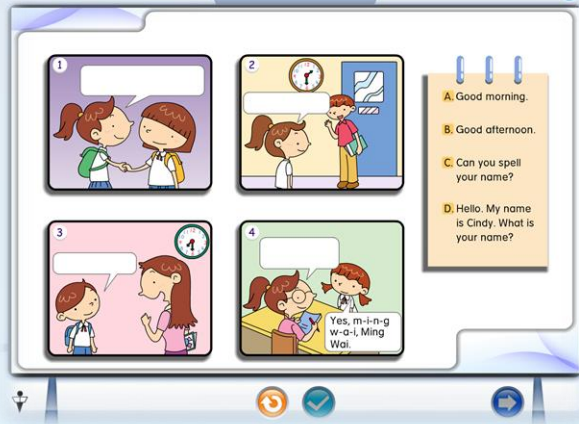 1
2
A. Good morning.
B. Good afternoon.
C. Can you spell
your name?
D. Hello. My name
is Cindy. What is
your name?
3
4
Yes, m-i-n-g
w-a-i, Ming
Wai.